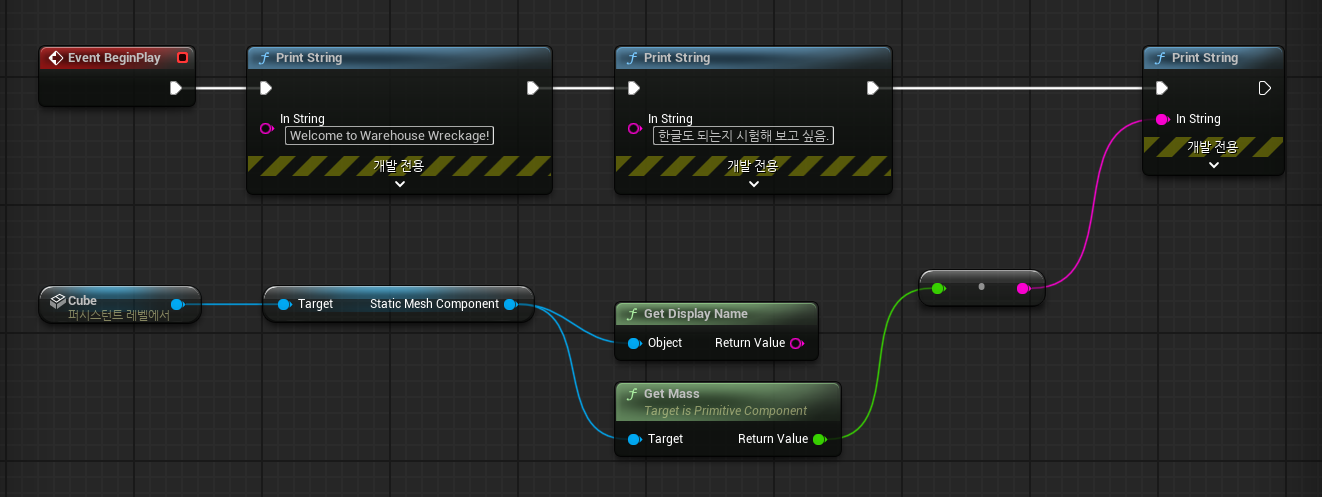 Event BeginPlay
Print String
In String
Welcome to Warehouse Wreckage!
개발 전용
Print String
In String
한글도 되는지 시험해 보고 싶음.
개발 전용
Print String
In String
개발 전용
Cube
퍼시스턴트 레벨에서
Target Static Mesh Component
Get Display Name
Object Return Value
Get Mass
Target is Primitive Component
Target Return Value